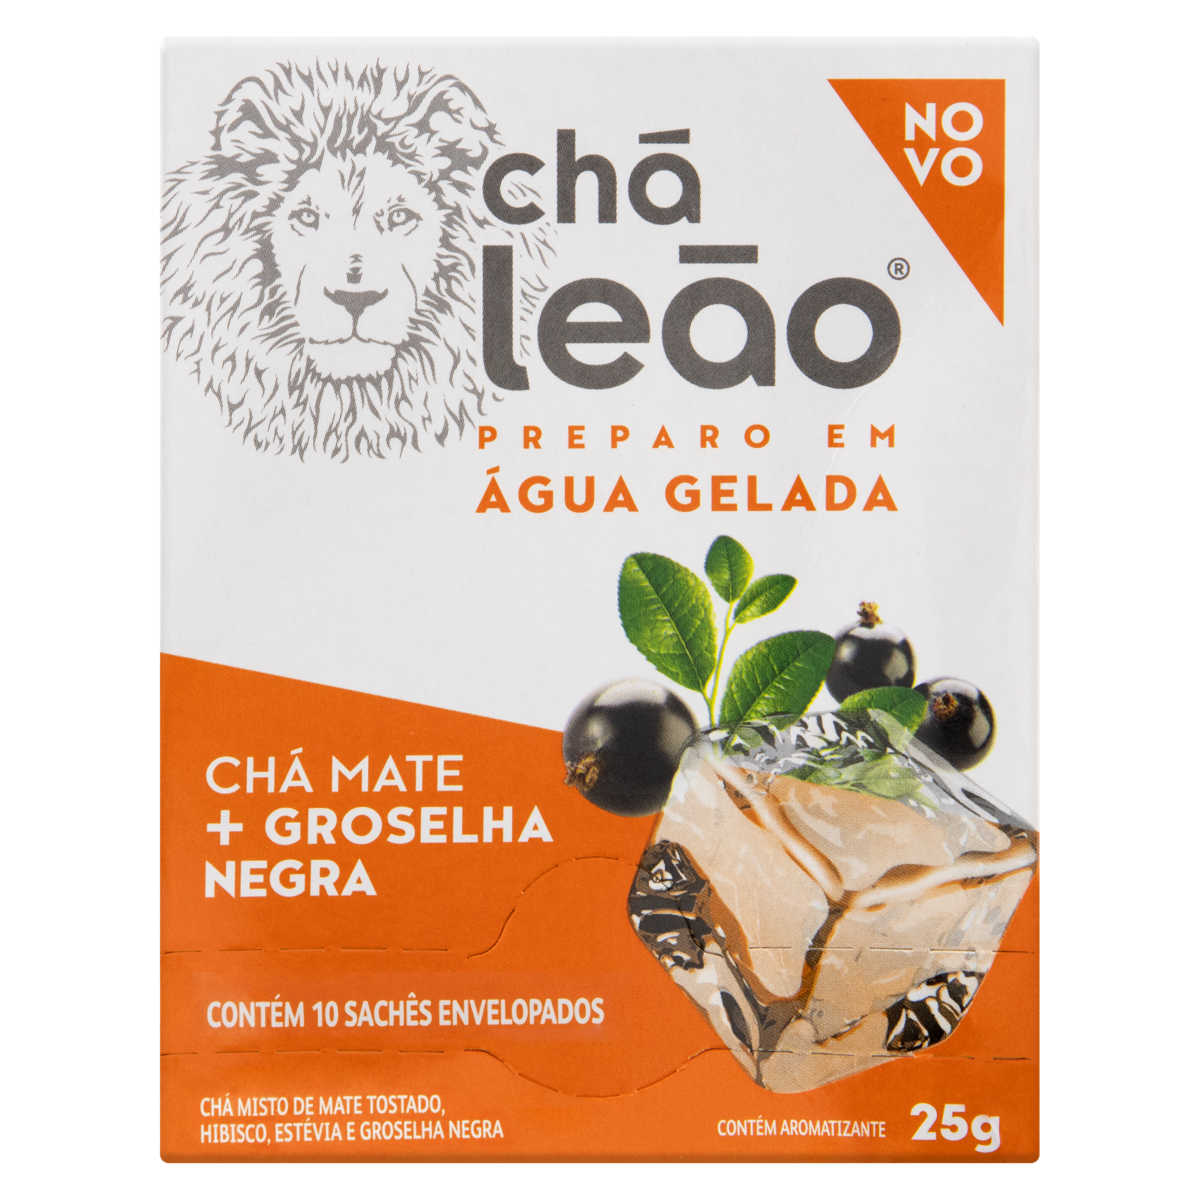 NO
VO
chá
leão®
PREPARO EM
ÁGUA GELADA
CHÁ MATE
+ GROSELHA
NEGRA
CONTÉM 10 SACHÊS ENVELOPADOS
CHÁ MISTO DE MATE TOSTADO,
HIBISCO, ESTÉVIA E GROSELHA NEGRA
CONTÉM AROMATIZANTE
25g